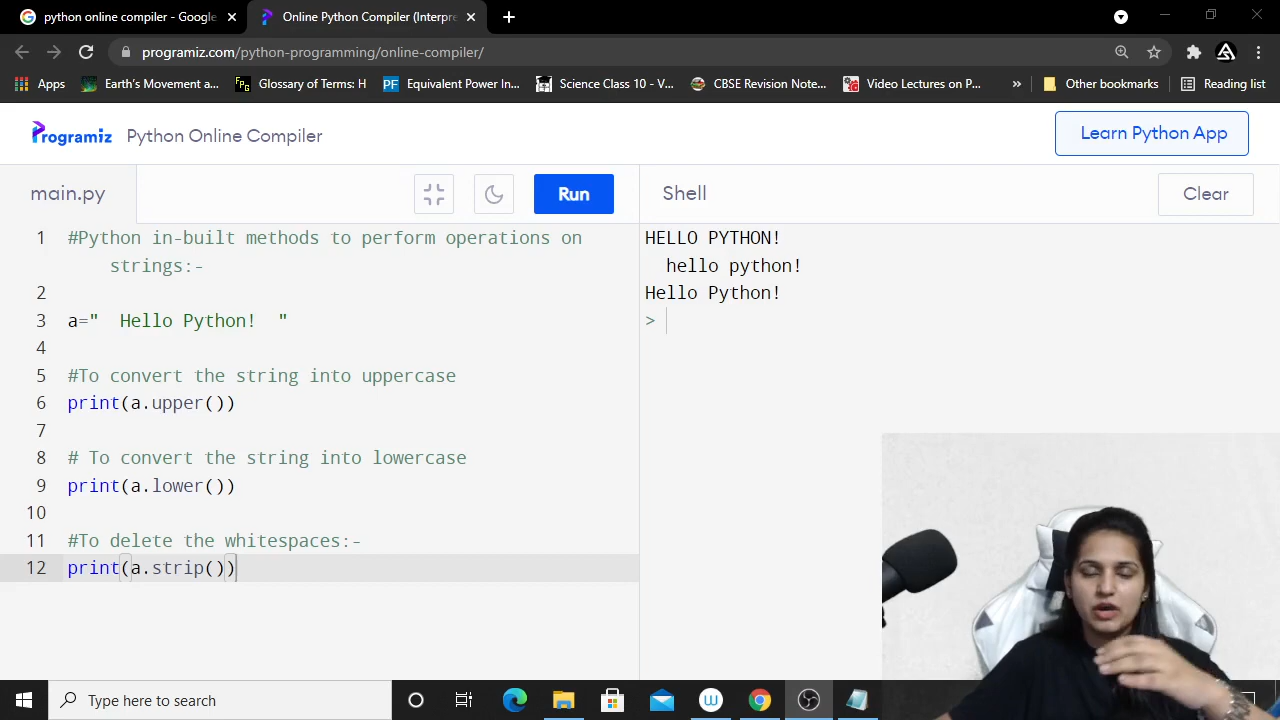 python online compiler - Google
Online Python Compiler (Interpre
programiz.com/python-programming/online-compiler/
Apps
Earth's Movement a...
FPg
Glossary of Terms: H
PF
Equivalent Power In...
Science Class 10 - V...
CBSE Revision Note...
Video Lectures on P...
»
Other bookmarks
Reading list
Programiz
Python Online Compiler
Learn Python App
main.py
Run
Shell
Clear
1 #Python in-built methods to perform operations on
strings:-
2
3 a="  Hello Python!  "
4
5 #To convert the string into uppercase
6 print(a.upper())
7
8 # To convert the string into lowercase
9 print(a.lower())
10
11 #To delete the whitespaces:-
12 print(a.strip())
HELLO PYTHON!
  hello python!
Hello Python!
>
Type here to search